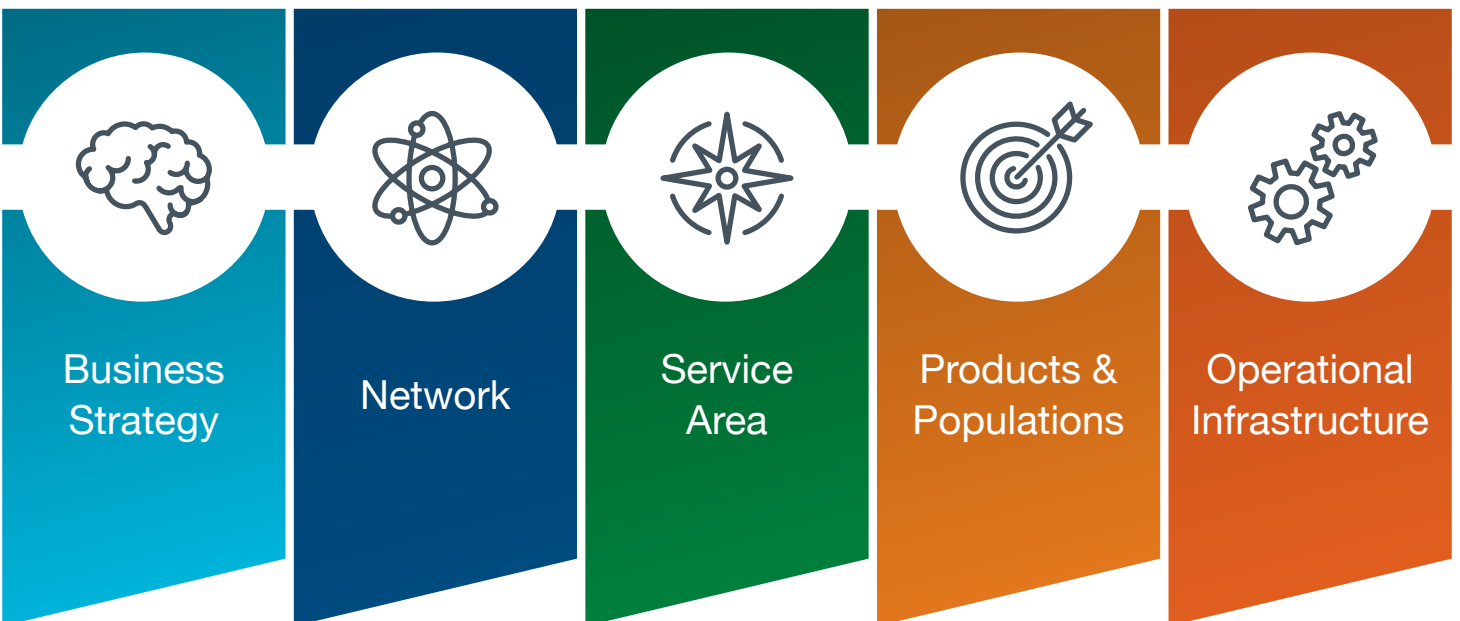 Business
Strategy
Network
Service
Area
Products &
Populations
Operational
Infrastructure